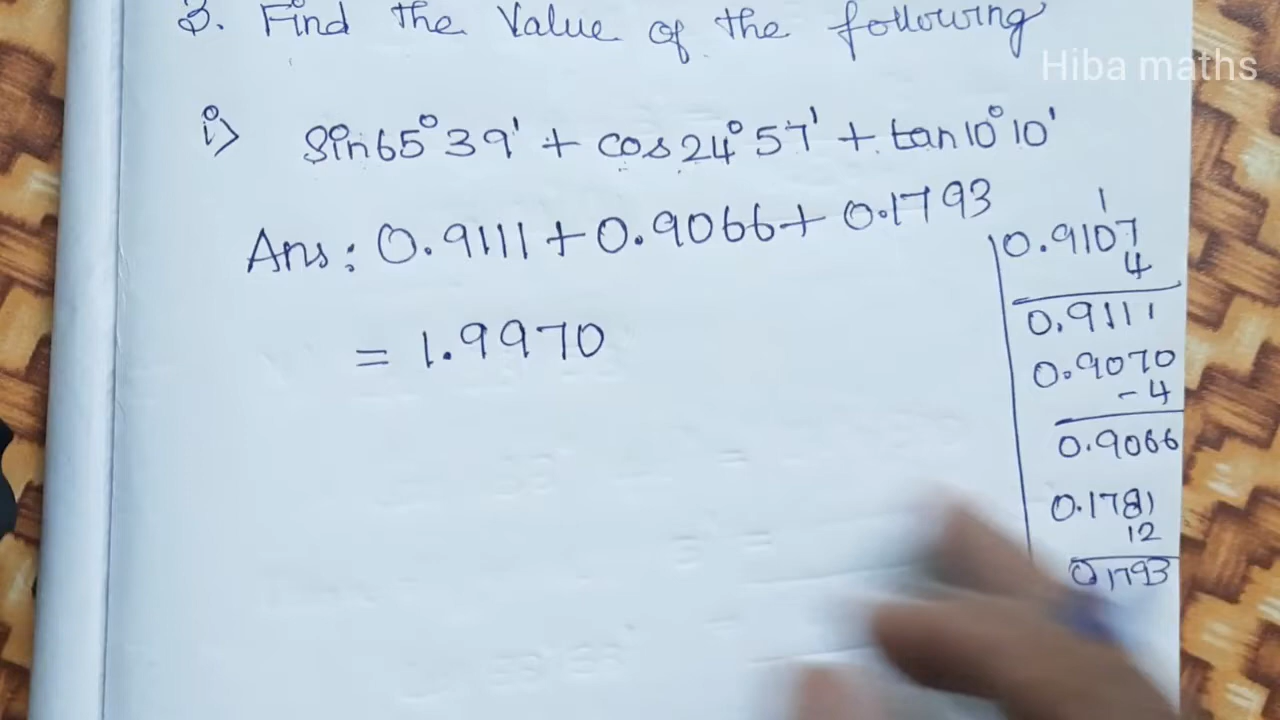 3. Find the Value of the following
Hiba maths
i> Sin65°39' + cos24°57' + tan10°10'
Ans: 0.9111 + 0.9066 + 0.1793
= 1.9970
1
0.9107
4
0.9111
0.9070
-4
0.9066
0.1781
12
0.1793